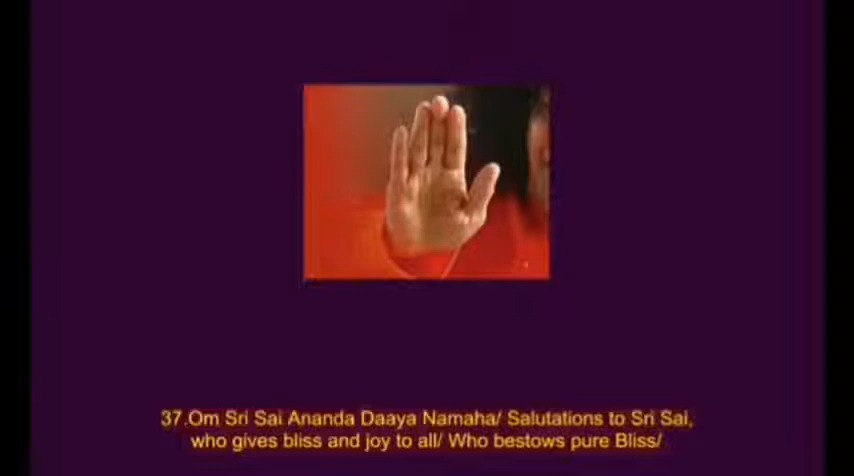 37.Om Sri Sai Ananda Daaya Namaha/ Salutations to Sri Sai,
who gives bliss and joy to all/ Who bestows pure Bliss/